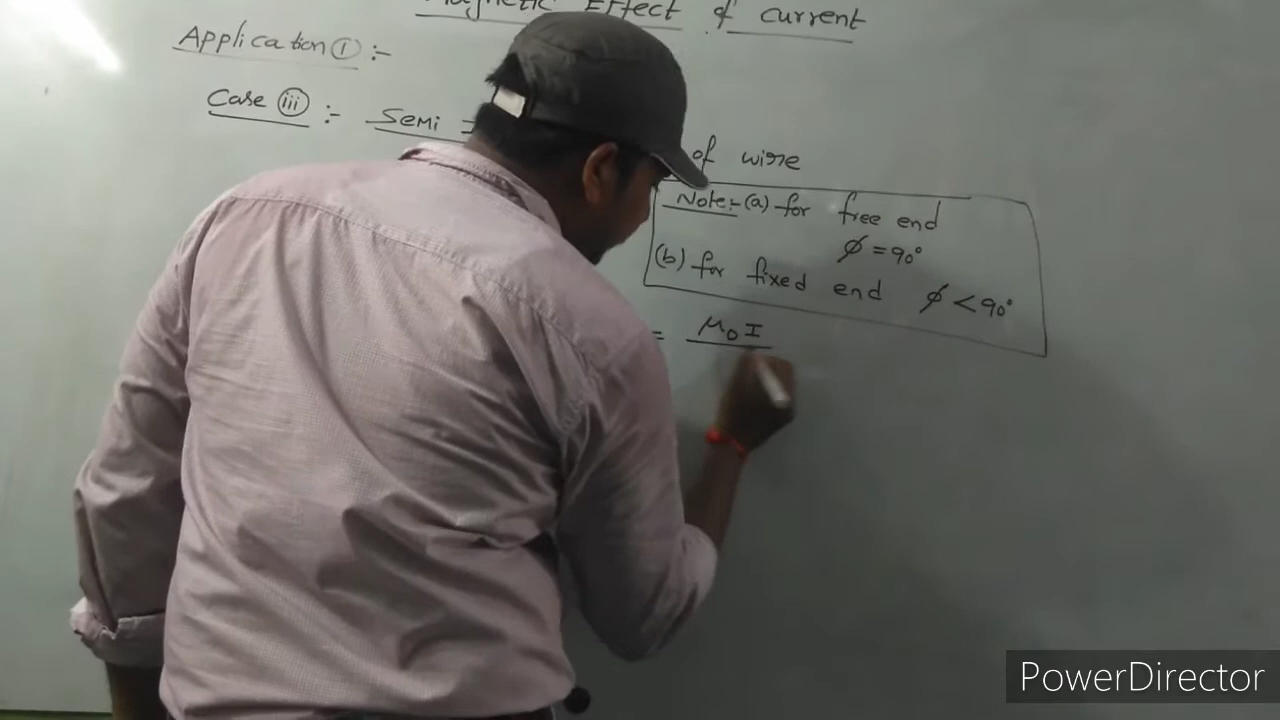 Magnetic Effect of current
Application ① :-
Case ⅲ :- Semi
of wire
Note:- (a) for free end
φ = 90°
(b) for fixed end φ < 90°
= μ₀ I
PowerDirector